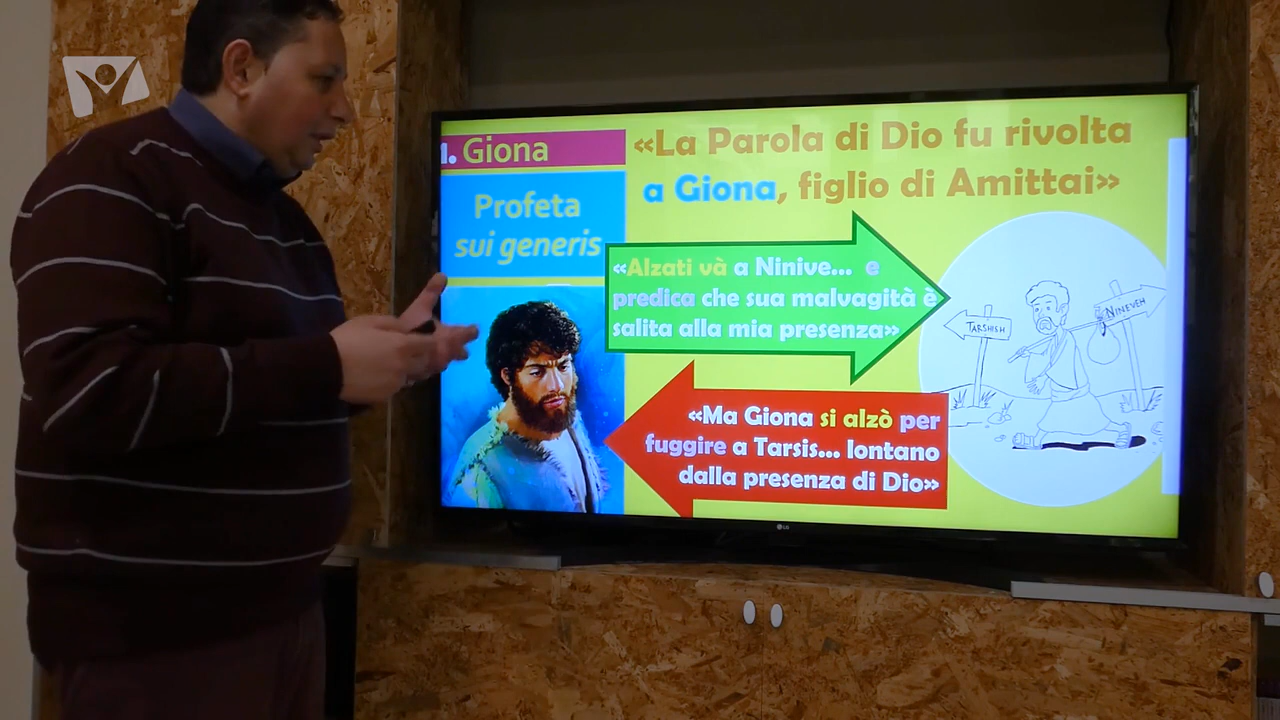 1. Giona
Profeta
sui generis
«La Parola di Dio fu rivolta
a Giona, figlio di Amittai»
«Alzati và a Ninive... e
predica che sua malvagità è
salita alla mia presenza»
«Ma Giona si alzò per
fuggire a Tarsis... lontano
dalla presenza di Dio»
TARSHISH
NINEVEH
LG